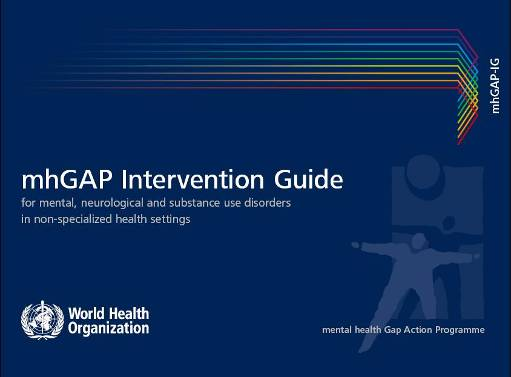 mhGAP-IG
mhGAP Intervention Guide
for mental, neurological and substance use disorders
in non-specialized health settings
World Health
Organization
mental health Gap Action Programme